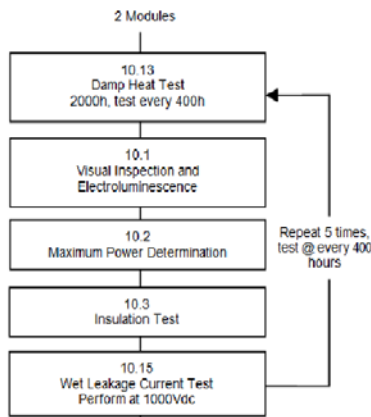 2 Modules
10.13
Damp Heat Test
2000h, test every 400h
10.1
Visual Inspection and
Electroluminescence
10.2
Maximum Power Determination
10.3
Insulation Test
10.15
Wet Leakage Current Test
Perform at 1000Vdc
Repeat 5 times,
test @ every 400
hours